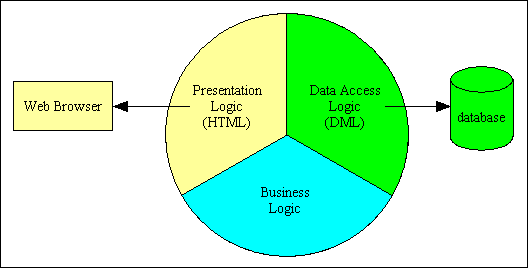 Web Browser
Presentation
Logic
(HTML)
Data Access
Logic
(DML)
database
Business
Logic